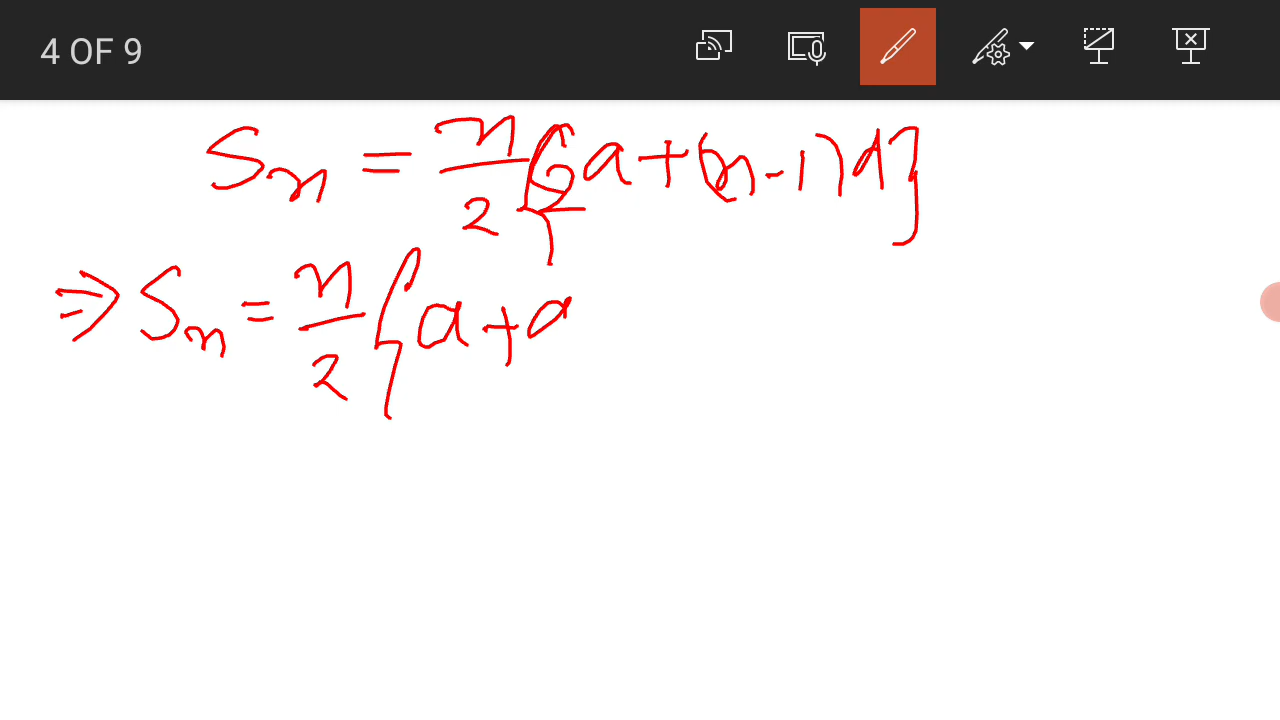 4 OF 9
Sn = n/2 {2a + (n-1)d}
⇒ Sn = n/2 {a + a